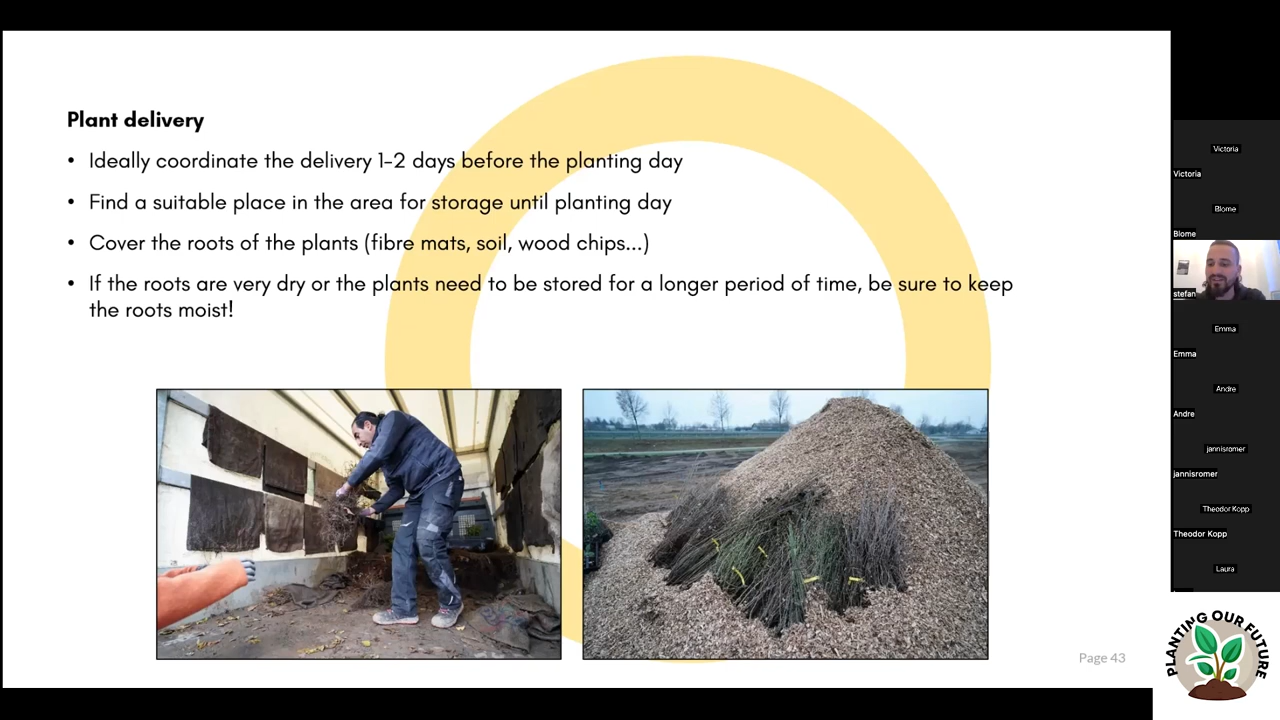 Plant delivery
• Ideally coordinate the delivery 1-2 days before the planting day
• Find a suitable place in the area for storage until planting day
• Cover the roots of the plants (fibre mats, soil, wood chips...)
• If the roots are very dry or the plants need to be stored for a longer period of time, be sure to keep
the roots moist!
Page 43
Victoria
Victoria
Blome
Blome
stefan
Emma
Emma
Andre
Andre
jannisromer
jannisromer
Theodor Kopp
Theodor Kopp
Laura
PLANTING OUR FUTURE